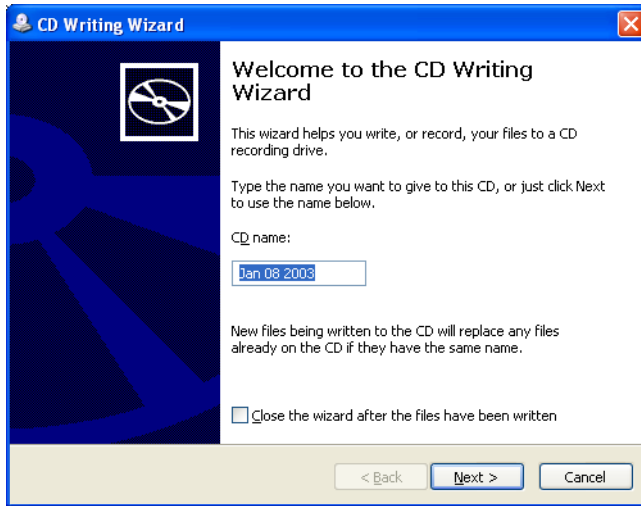 CD Writing Wizard
Welcome to the CD Writing
Wizard
This wizard helps you write, or record, your files to a CD
recording drive.
Type the name you want to give to this CD, or just click Next
to use the name below.
CD name:
Jan 08 2003
New files being written to the CD will replace any files
already on the CD if they have the same name.
Close the wizard after the files have been written
< Back Next > Cancel